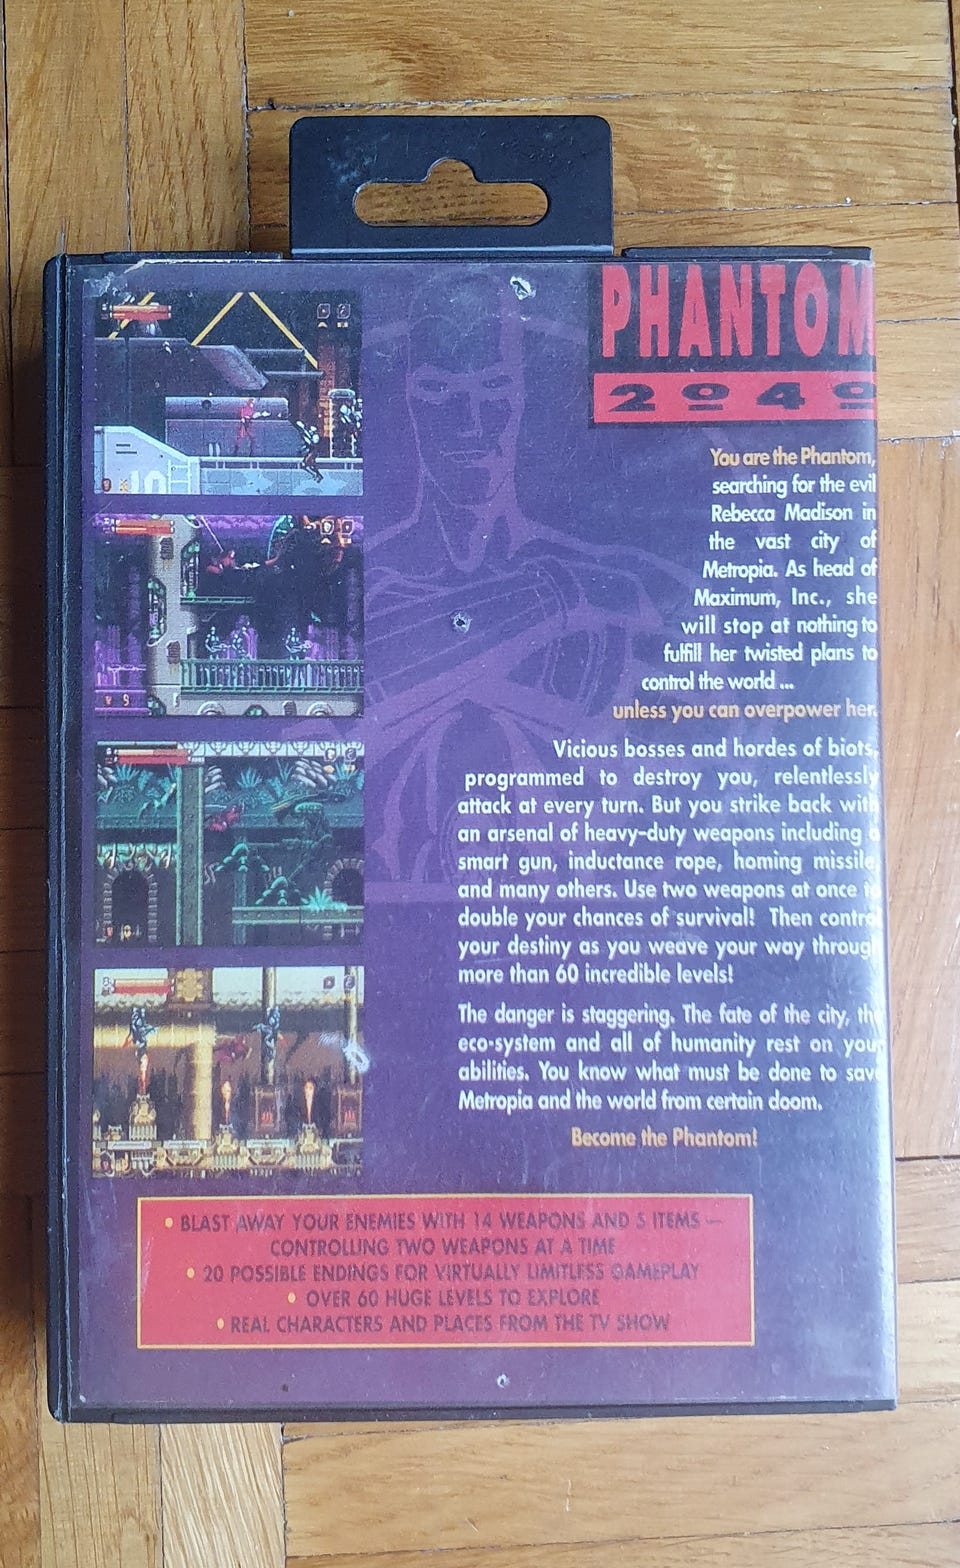 PHANTOM
2040
You are the Phantom,
searching for the evil
Rebecca Madison in
the vast city of
Metropia. As head of
Maximum, Inc., she
will stop at nothing to
fulfill her twisted plans to
control the world ...
unless you can overpower her.
Vicious bosses and hordes of biots,
programmed to destroy you, relentlessly
attack at every turn. But you strike back with
an arsenal of heavy-duty weapons including a
smart gun, inductance rope, homing missile
and many others. Use two weapons at once to
double your chances of survival! Then control
your destiny as you weave your way through
more than 60 incredible levels!
The danger is staggering. The fate of the city, the
eco-system and all of humanity rest on your
abilities. You know what must be done to save
Metropia and the world from certain doom.
Become the Phantom!
• BLAST AWAY YOUR ENEMIES WITH 14 WEAPONS AND 5 ITEMS —
CONTROLLING TWO WEAPONS AT A TIME
• 20 POSSIBLE ENDINGS FOR VIRTUALLY LIMITLESS GAMEPLAY
• OVER 60 HUGE LEVELS TO EXPLORE
• REAL CHARACTERS AND PLACES FROM THE TV SHOW